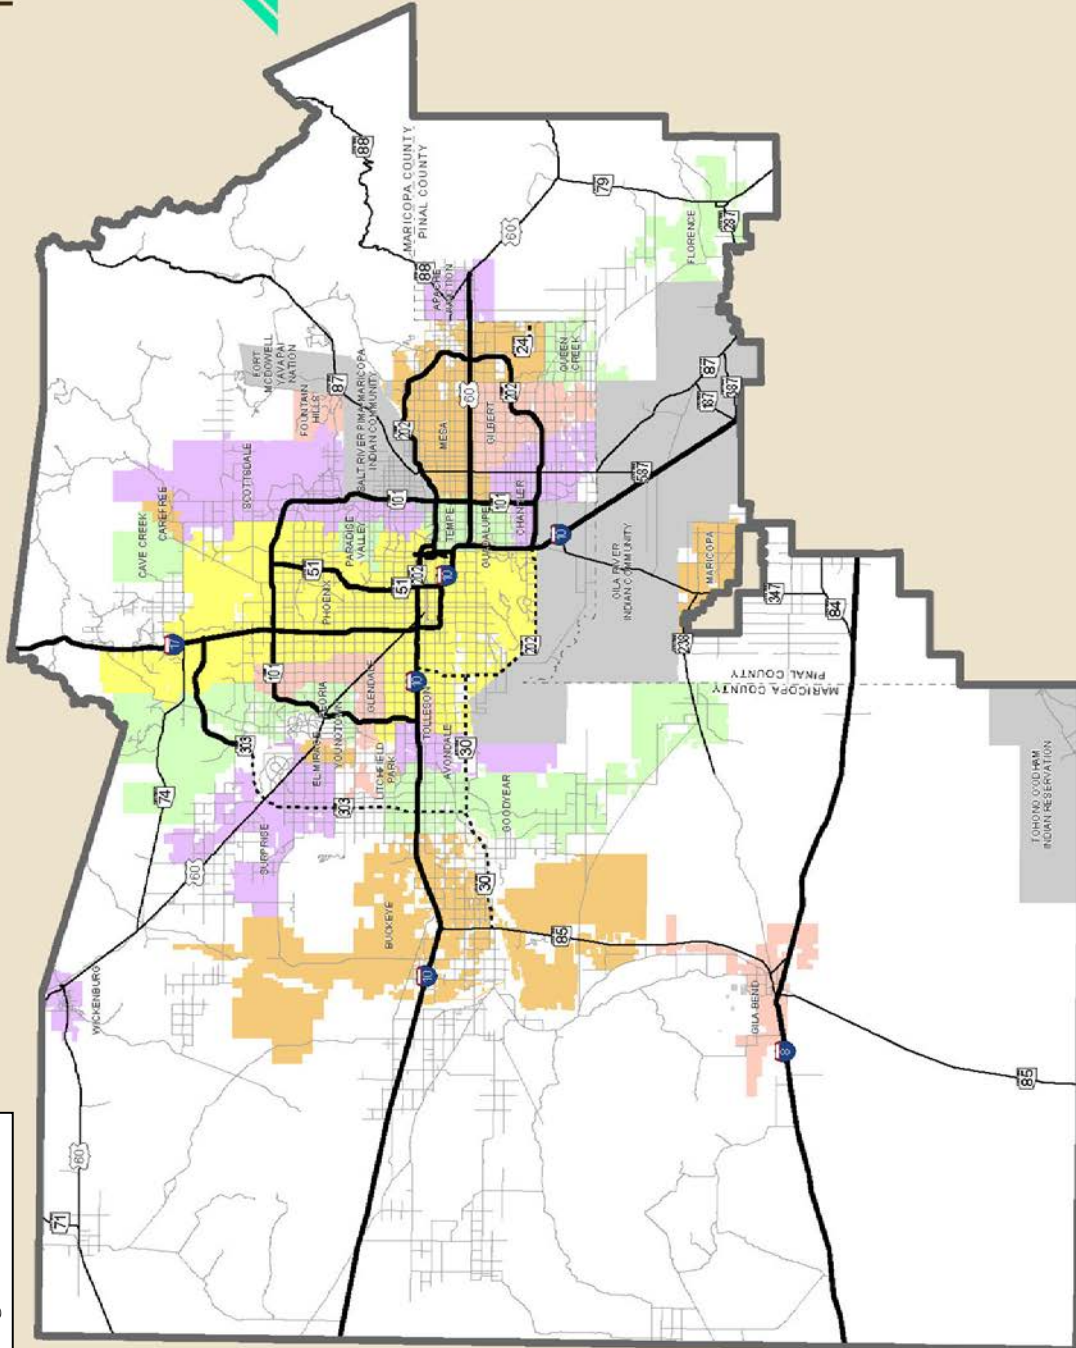 88
MARICOPA COUNTY
PINAL COUNTY
79
60
FLORENCE
287
88
APACHE
JUNCTION
FORT
MCDOWELL
YAVAPAI
NATION
87
FOUNTAIN
HILLS
SALT RIVER PIMA-MARICOPA
INDIAN COMMUNITY
202
60
24
QUEEN
CREEK
202
MESA
GILBERT
87
187
387
587
SCOTTSDALE
CAREFREE
CAVE CREEK
101
101
PARADISE
VALLEY
TEMPE
GUADALUPE
CHANDLER
10
51
51
202
10
PHOENIX
GILA RIVER
INDIAN COMMUNITY
MARICOPA
347
84
17
101
202
238
MARICOPA COUNTY
PINAL COUNTY
10
PEORIA
GLENDALE
TOLLESON
303
EL MIRAGE
YOUNGTOWN
LITCHFIELD
PARK
AVONDALE
30
74
303
GOODYEAR
60
SURPRISE
BUCKEYE
30
85
10
WICKENBURG
GILA BEND
8
85
60
71
TOHONO O'ODHAM
INDIAN RESERVATION